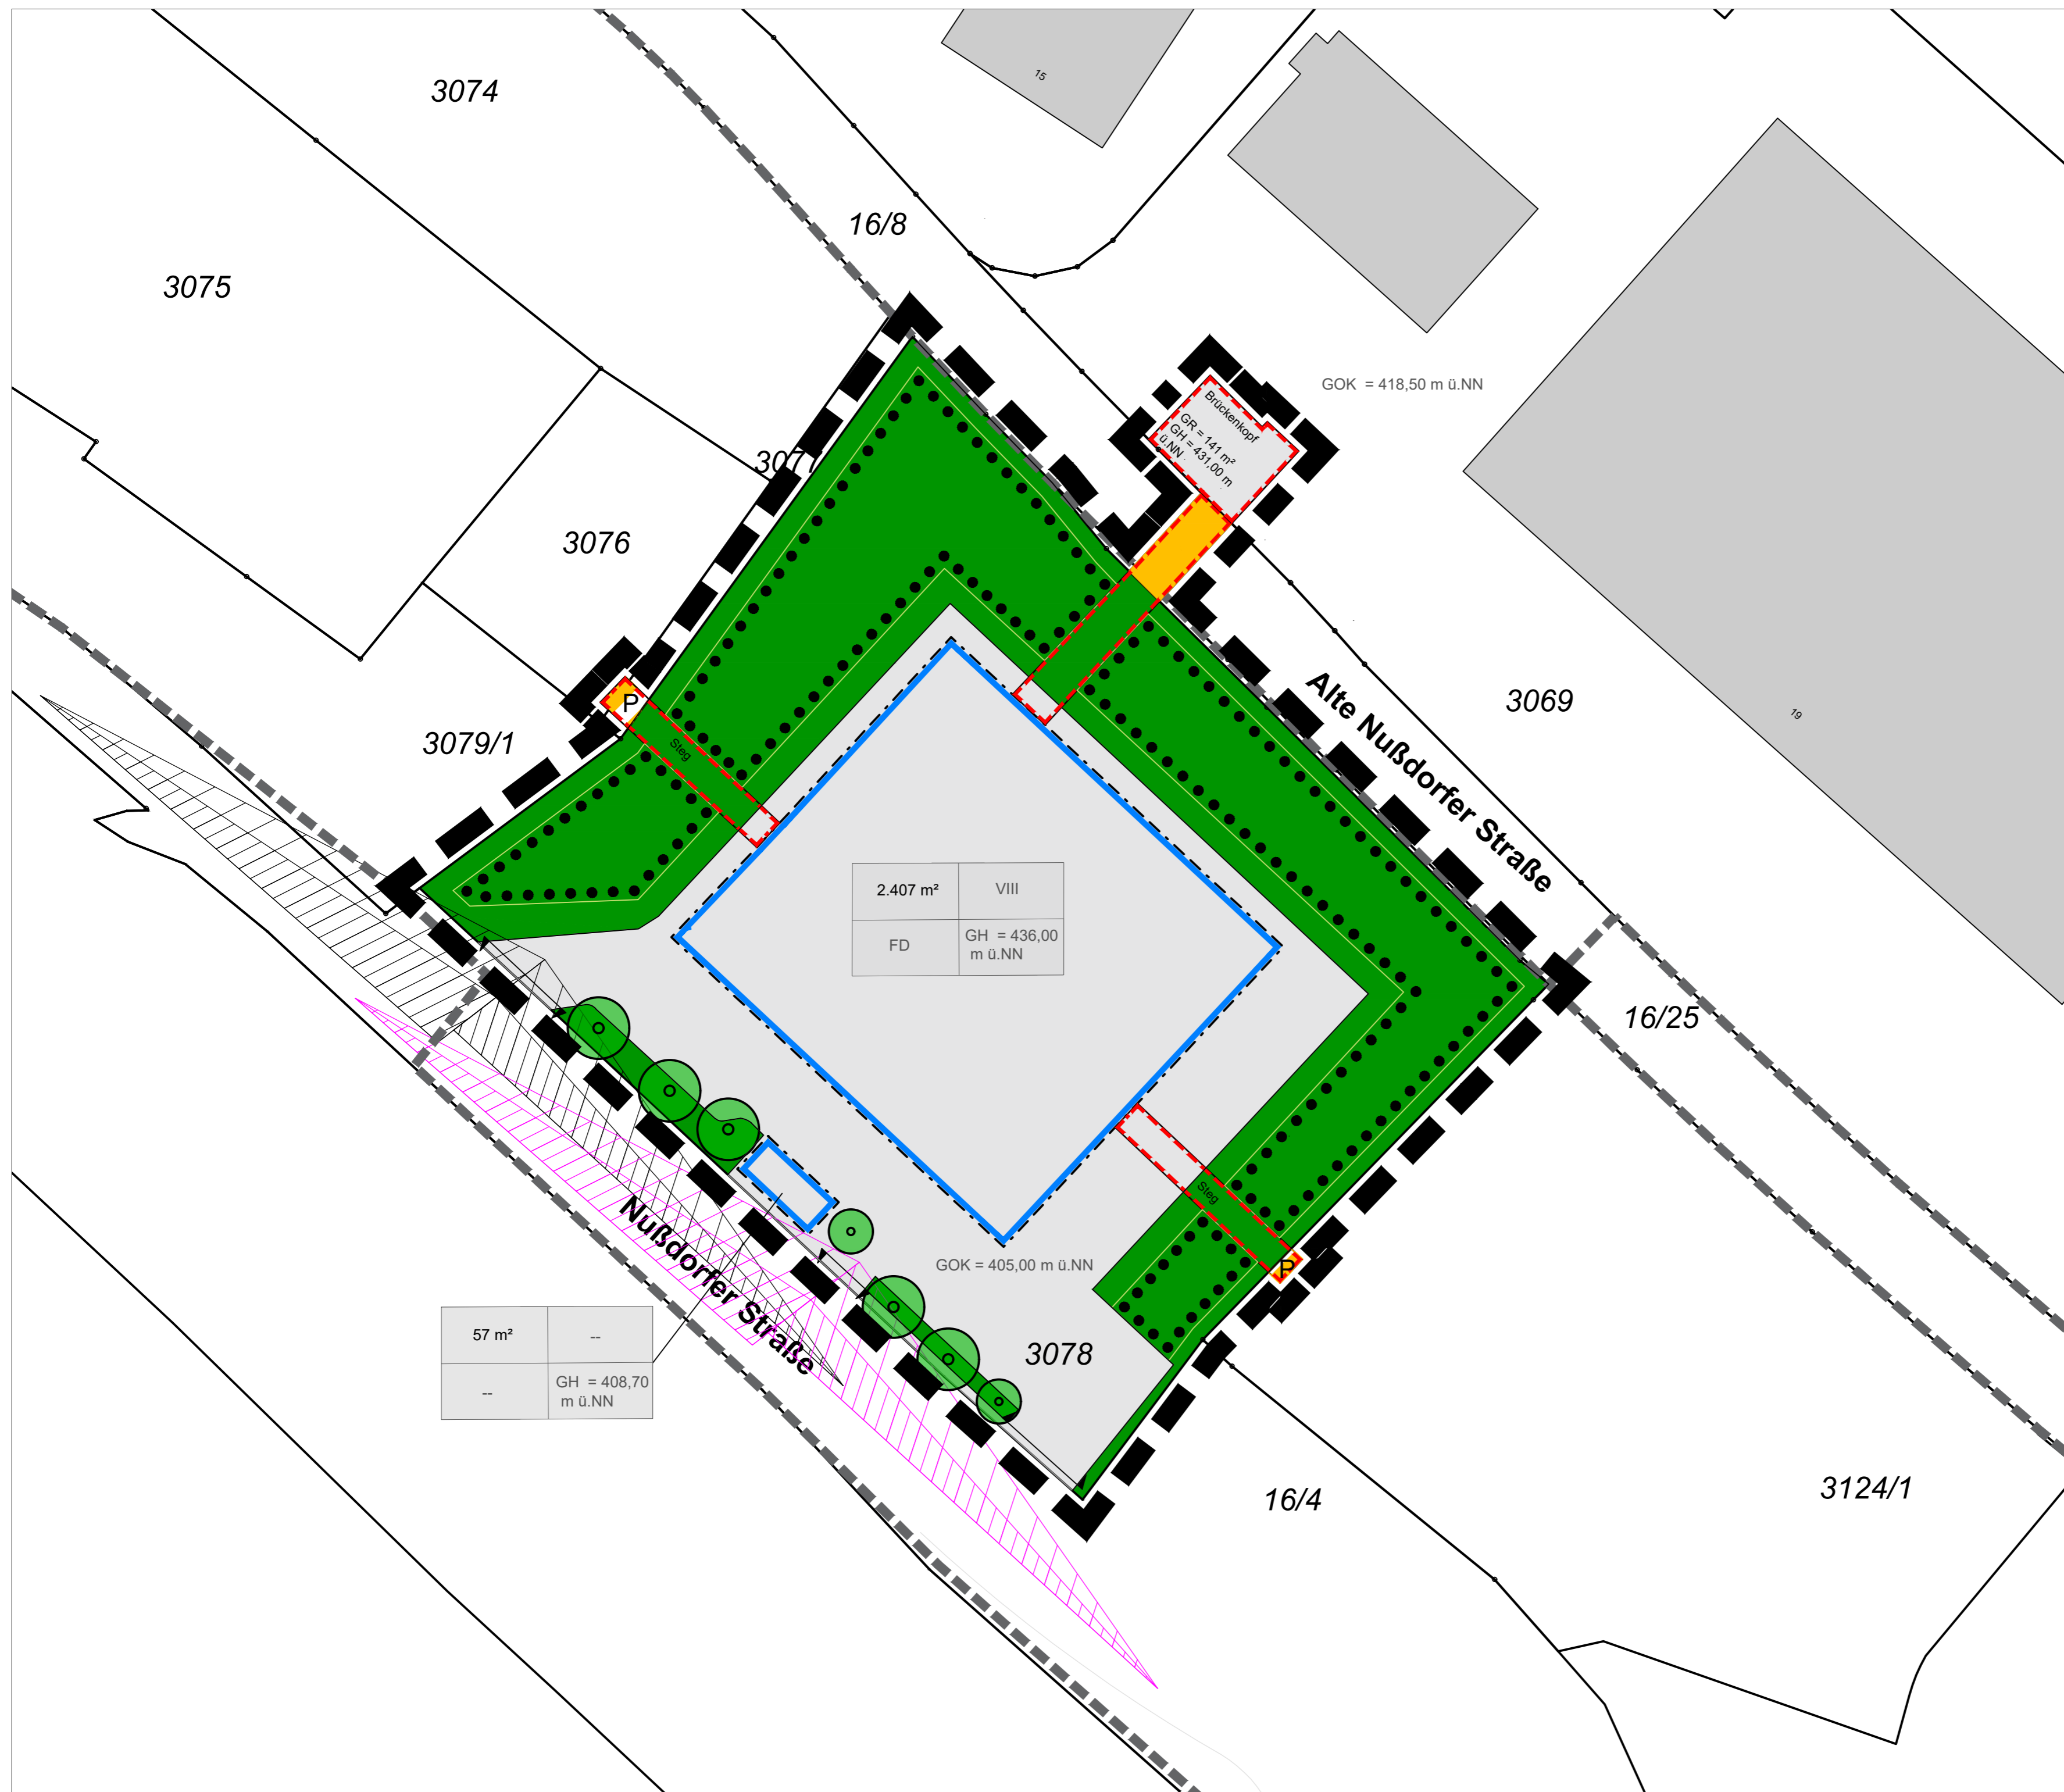 3074
15
16/8
3075
GOK  = 418,50 m ü.NN
Brückenkopf
GR = 141 m²
GH = 431,00 m
ü.NN
3077
3076
P
3069
Alte Nußdorfer Straße
19
3079/1
Steg
2.407 m²
VIII
FD
GH  = 436,00
m ü.NN
16/25
Steg
Nußdorfer Straße
GOK = 405,00 m ü.NN
P
57 m²
--
--
GH  = 408,70
m ü.NN
3078
16/4
3124/1